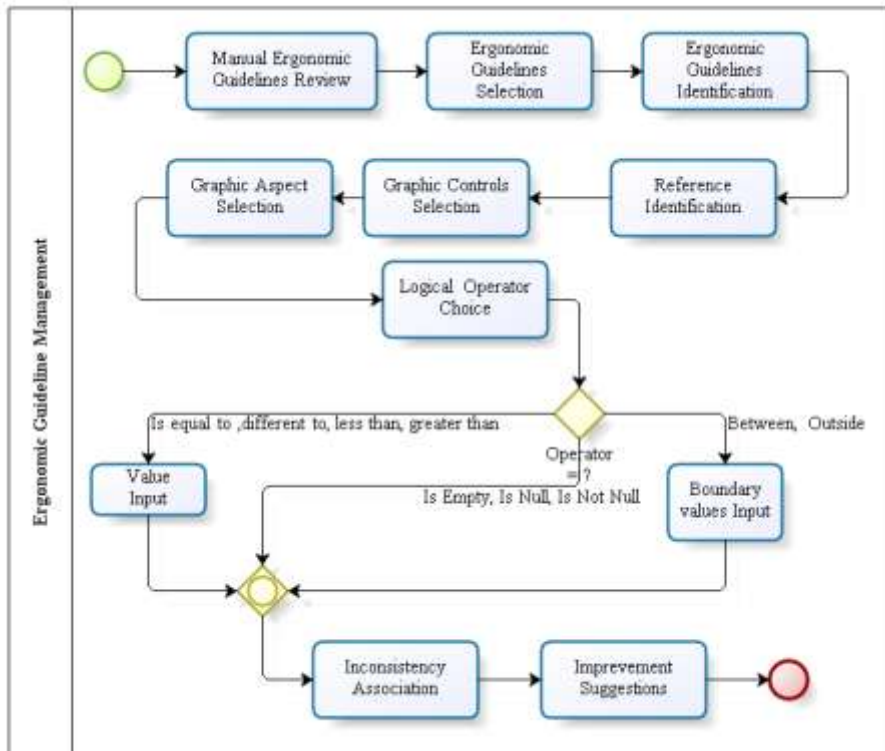 Ergonomic Guideline Management
Manual Ergonomic
Guidelines Review
Ergonomic
Guidelines
Selection
Ergonomic
Guidelines
Identification
Graphic Aspect
Selection
Graphic Controls
Selection
Reference
Identification
Logical Operator
Choice
Is equal to ,different to, less than, greater than
Between, Outside
Operator
= ?
Is Empty, Is Null, Is Not Null
Value
Input
Boundary
values Input
Inconsistency
Association
Imprevement
Suggestions